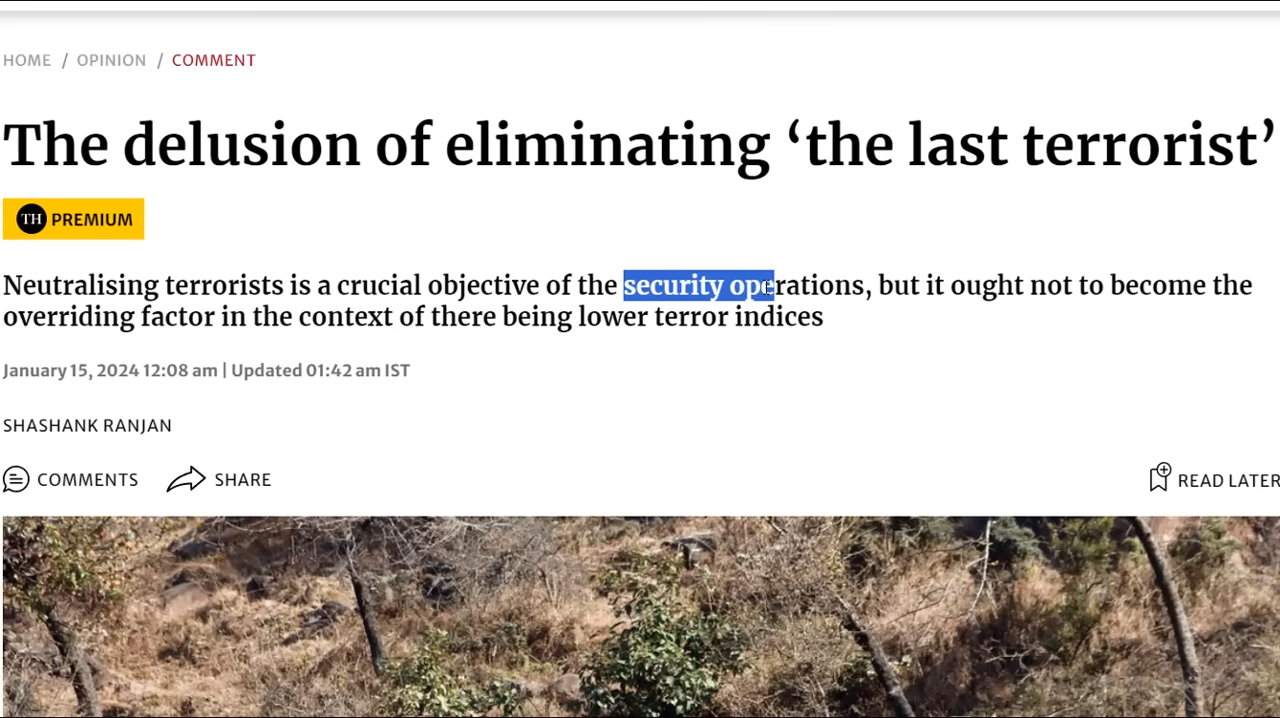 HOME / OPINION / COMMENT
The delusion of eliminating ‘the last terrorist’
TH PREMIUM
Neutralising terrorists is a crucial objective of the security operations, but it ought not to become the
overriding factor in the context of there being lower terror indices
January 15, 2024 12:08 am | Updated 01:42 am IST
SHASHANK RANJAN
COMMENTS SHARE READ LATER